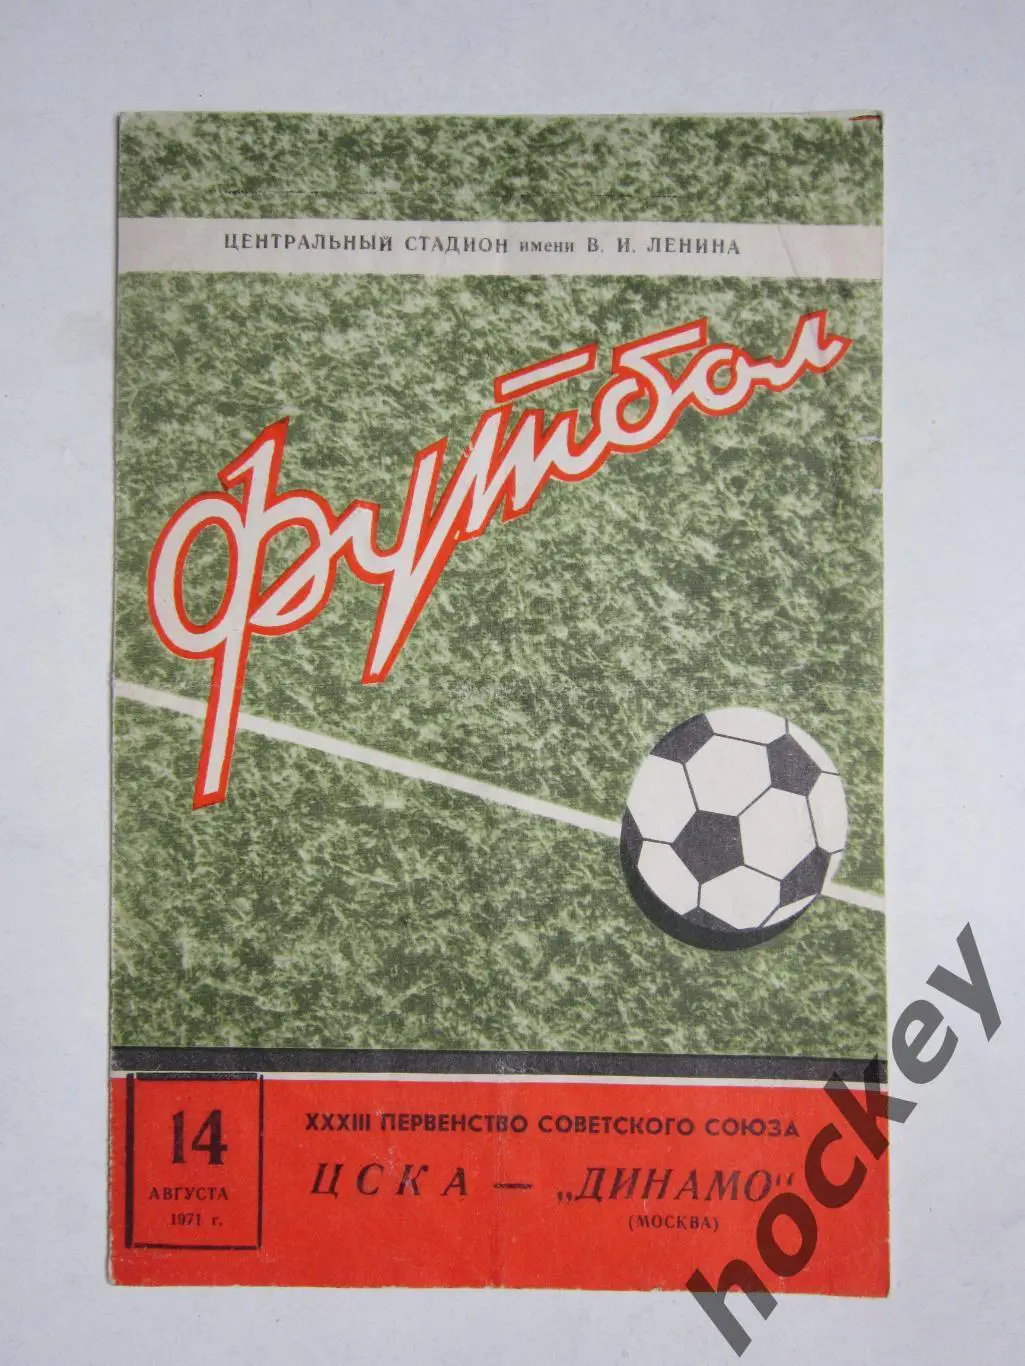 ЦЕНТРАЛЬНЫЙ СТАДИОН имени В. И. ЛЕНИНА
Футбол
14
АВГУСТА
1971 г.
XXXIII ПЕРВЕНСТВО СОВЕТСКОГО СОЮЗА
ЦСКА — „ДИНАМО“
(МОСКВА)
hockey